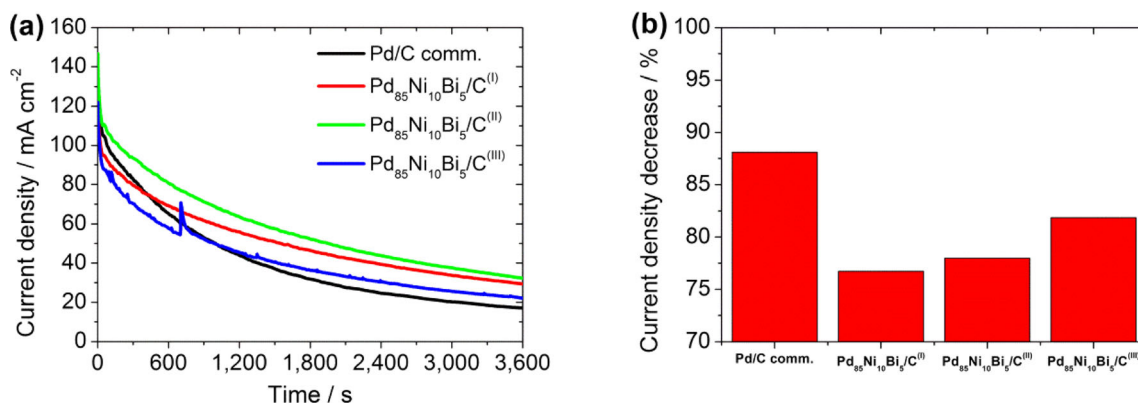 (a)
160
140
120
100
80
60
40
20
0
Current density / mA cm⁻²
Pd/C comm.
Pd₈₅Ni₁₀Bi₅/C⁽ᴵ⁾
Pd₈₅Ni₁₀Bi₅/C⁽ᴵᴵ⁾
Pd₈₅Ni₁₀Bi₅/C⁽ᴵᴵᴵ⁾
0 600 1,200 1,800 2,400 3,000 3,600
Time / s
(b)
100
95
90
85
80
75
70
Current density decrease / %
Pd/C comm. Pd₈₅Ni₁₀Bi₅/C⁽ᴵ⁾ Pd₈₅Ni₁₀Bi₅/C⁽ᴵᴵ⁾ Pd₈₅Ni₁₀Bi₅/C⁽ᴵᴵᴵ⁾